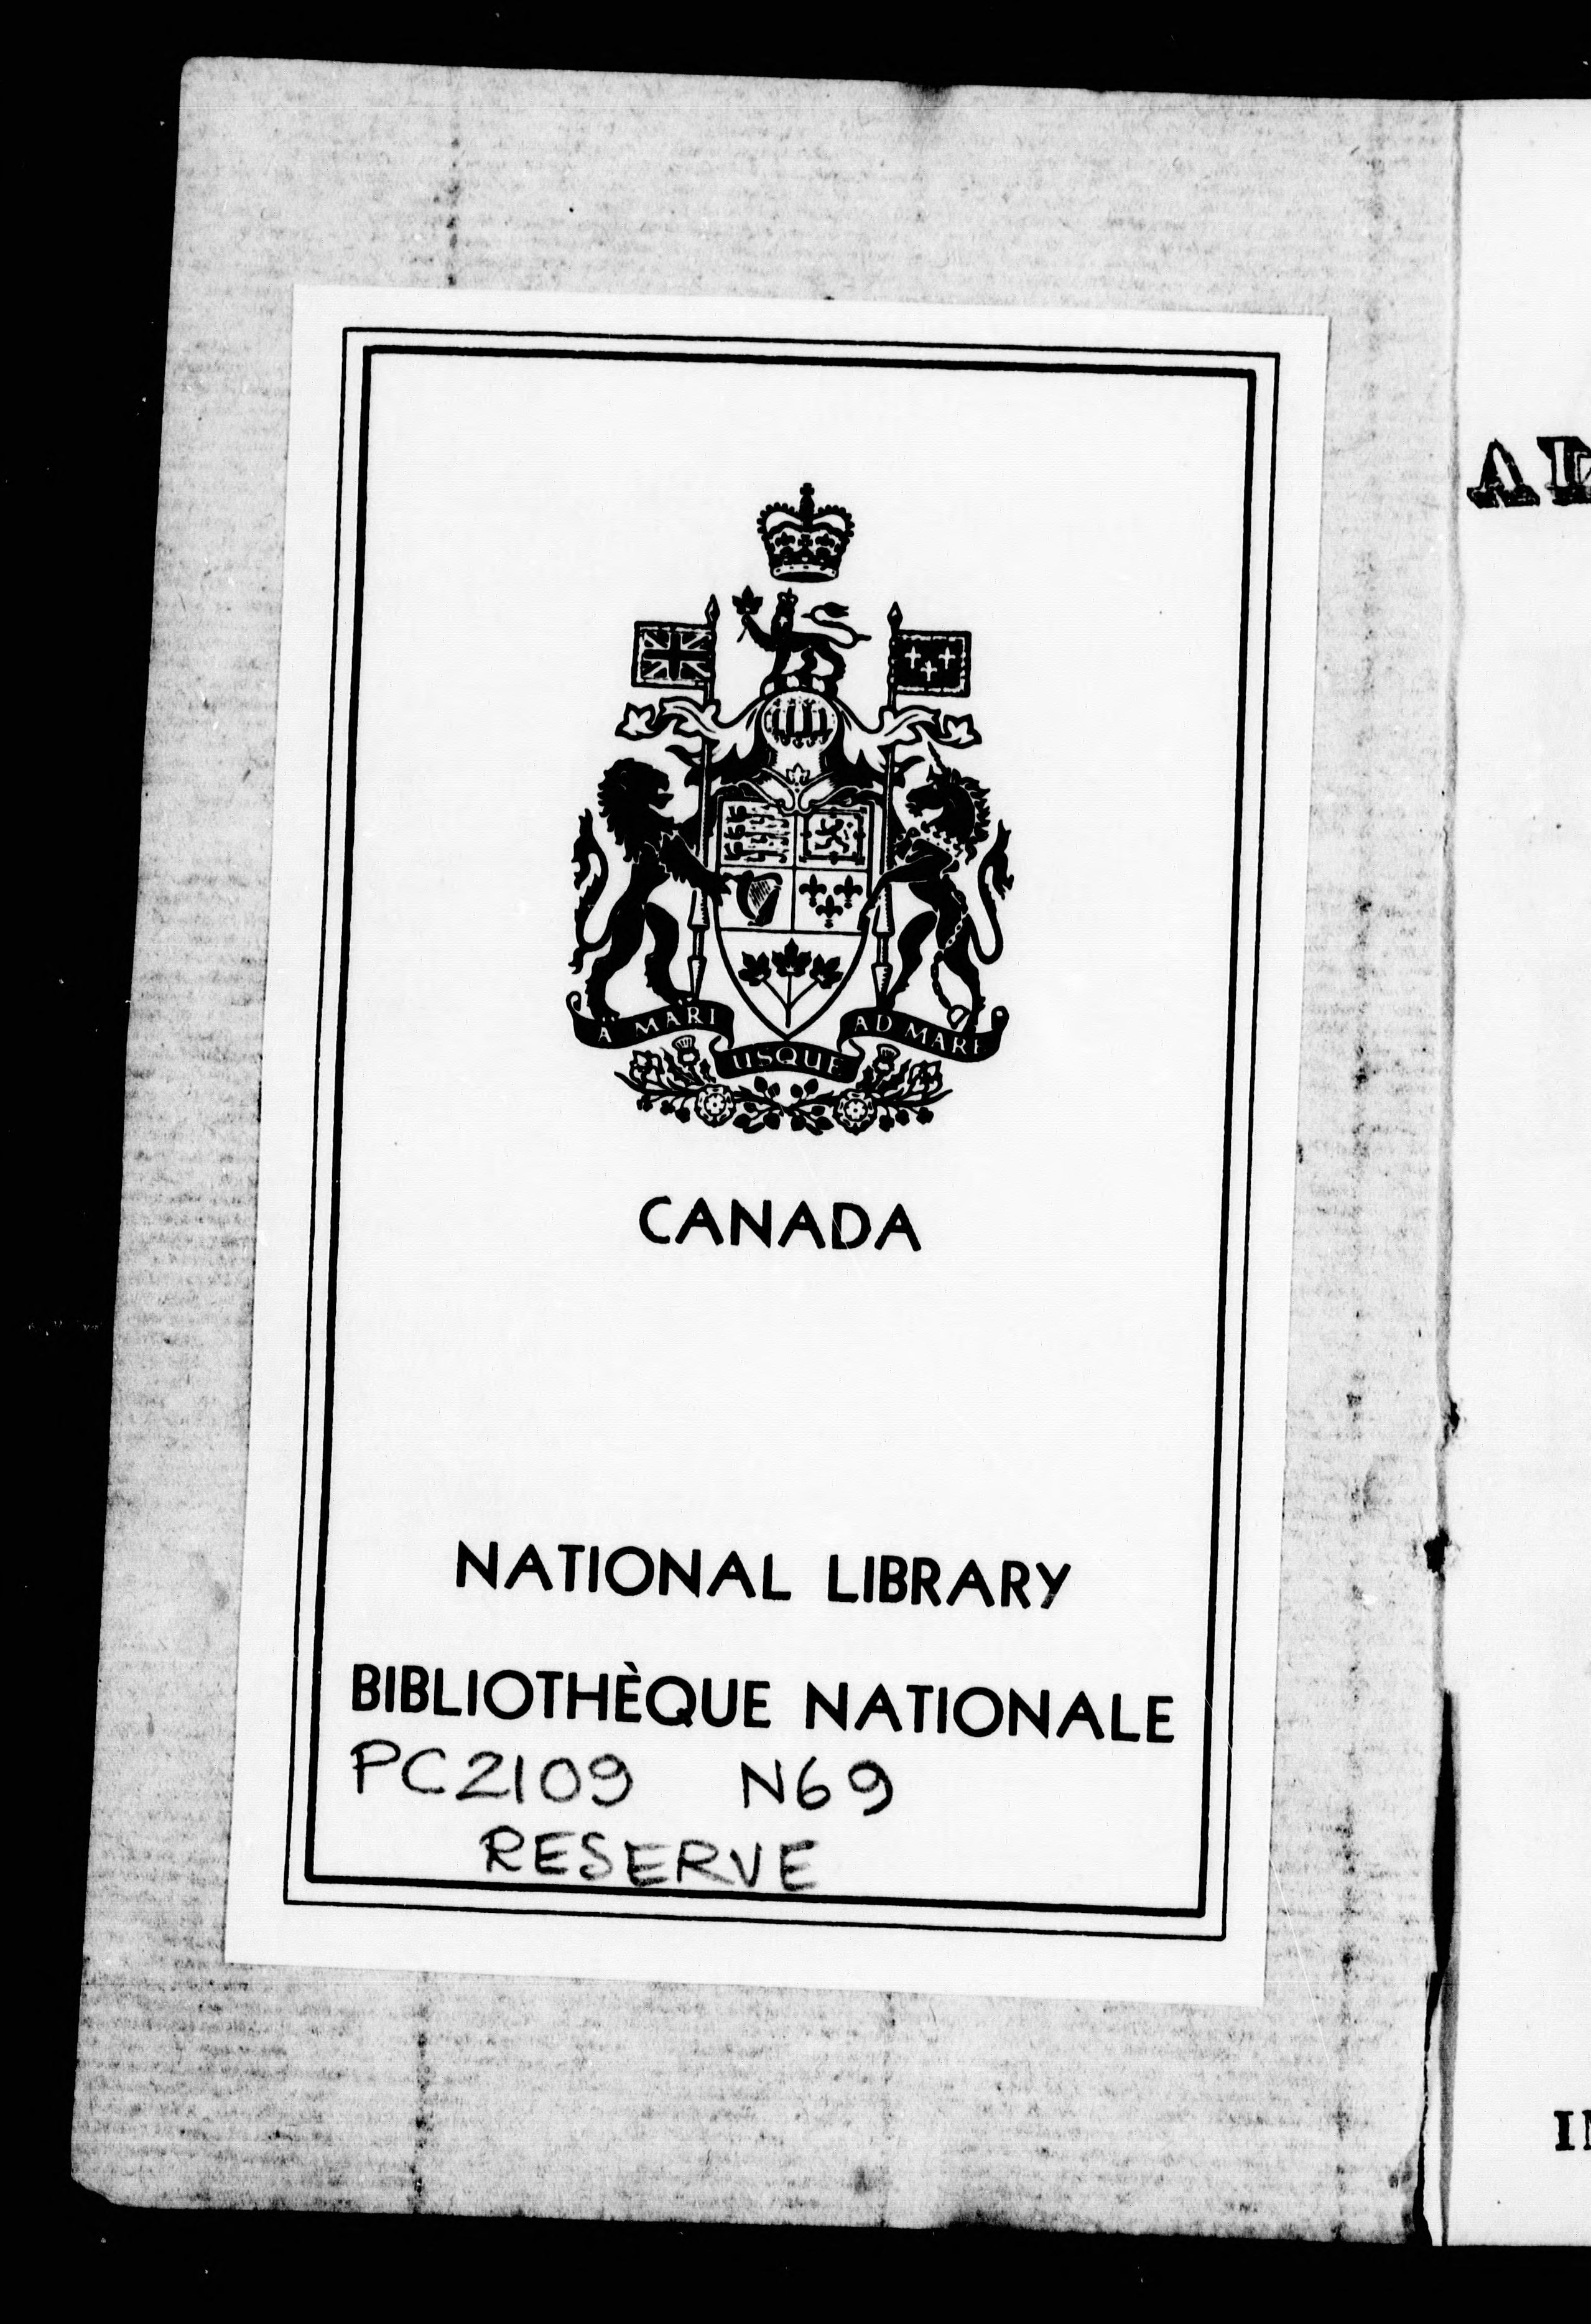 A MARI USQUE AD MARE
CANADA
NATIONAL LIBRARY
BIBLIOTHÈQUE NATIONALE
PC2109 N69
RESERVE